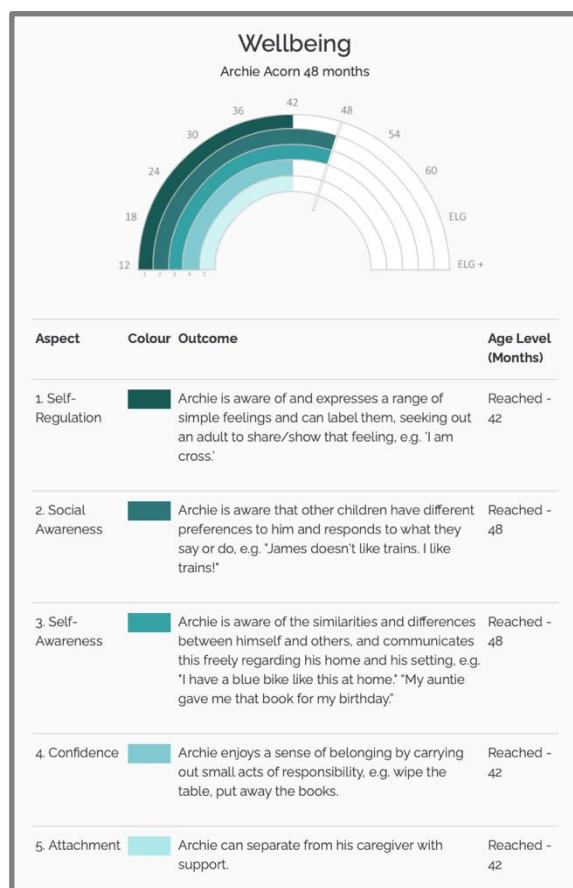 Wellbeing
Archie Acorn 48 months
42
36
48
30
54
24
60
18
ELG
12
1 2 3 4 5
ELG +
Aspect Colour Outcome Age Level
(Months)
1. Self- Archie is aware of and expresses a range of Reached -
Regulation simple feelings and can label them, seeking out 42
an adult to share/show that feeling, e.g. 'I am
cross.'
2. Social Archie is aware that other children have different Reached -
Awareness preferences to him and responds to what they 48
say or do, e.g. "James doesn't like trains. I like
trains!"
3. Self- Archie is aware of the similarities and differences Reached -
Awareness between himself and others, and communicates 48
this freely regarding his home and his setting, e.g.
"I have a blue bike like this at home." "My auntie
gave me that book for my birthday."
4. Confidence Archie enjoys a sense of belonging by carrying Reached -
out small acts of responsibility, e.g. wipe the 42
table, put away the books.
5. Attachment Archie can separate from his caregiver with Reached -
support. 42